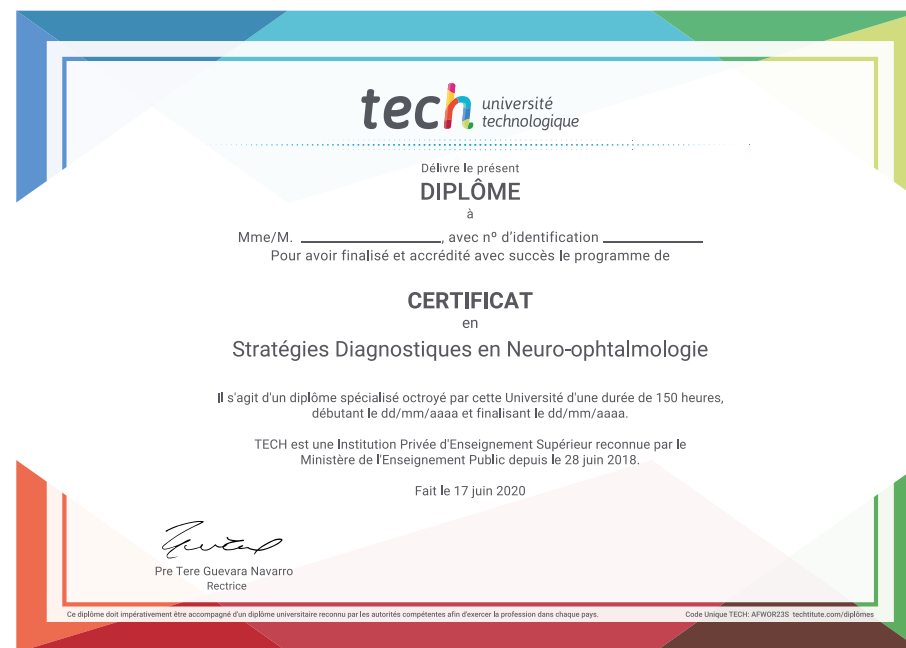 tech université
technologique
Délivre le présent
DIPLÔME
à
Mme/M. ____________________, avec nº d'identification ______________
Pour avoir finalisé et accrédité avec succès le programme de
CERTIFICAT
en
Stratégies Diagnostiques en Neuro-ophtalmologie
Il s'agit d'un diplôme spécialisé octroyé par cette Université d'une durée de 150 heures,
débutant le dd/mm/aaaa et finalisant le dd/mm/aaaa.
TECH est une Institution Privée d'Enseignement Supérieur reconnue par le
Ministère de l'Enseignement Public depuis le 28 juin 2018.
Fait le 17 juin 2020
Pre Tere Guevara Navarro
Rectrice
Ce diplôme doit impérativement être accompagné d'un diplôme universitaire reconnu par les autorités compétentes afin d'exercer la profession dans chaque pays.
Code Unique TECH: AFWOR23S techtitute.com/diplômes